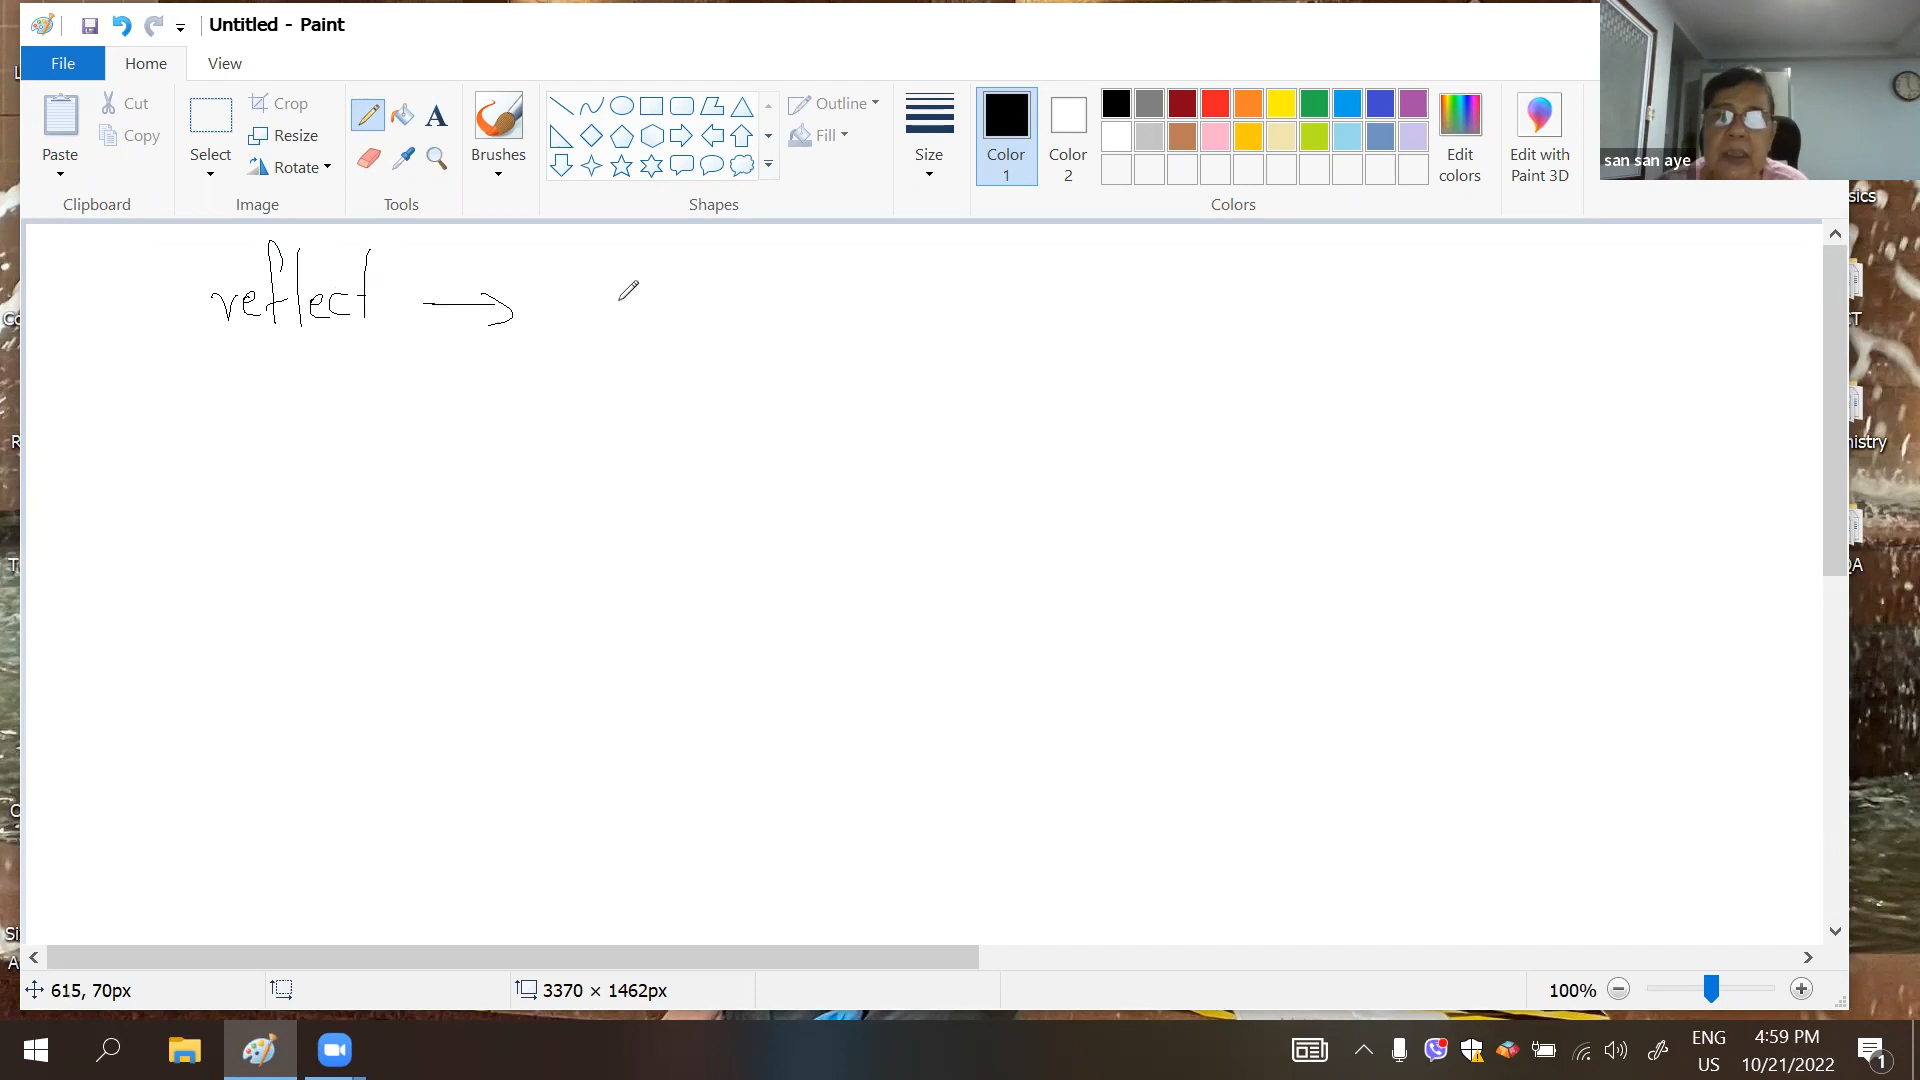 Untitled - Paint
File Home View
Cut
Copy
Paste
Clipboard
Crop
Resize
Rotate
Select
Image
Tools
Brushes
Shapes
Outline
Fill
Size
Color 1
Color 2
Colors
Edit colors
Edit with Paint 3D
san san aye
reflect →
615, 70px
3370 × 1462px
100%
ENG
US
4:59 PM
10/21/2022
1